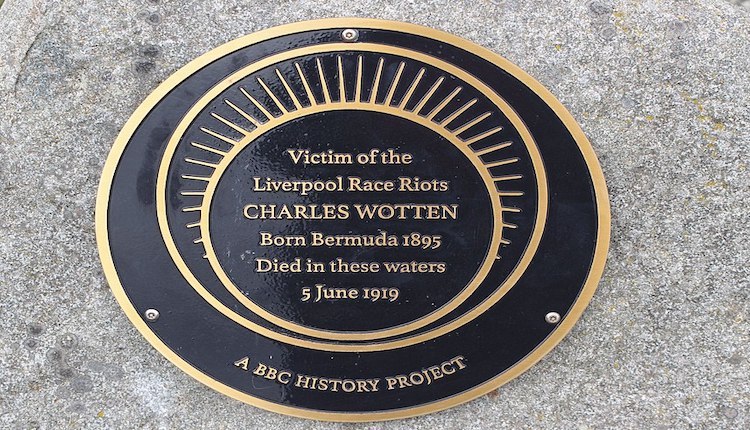 Victim of the
Liverpool Race Riots
CHARLES WOTTEN
Born Bermuda 1895
Died in these waters
5 June 1919
A BBC HISTORY PROJECT